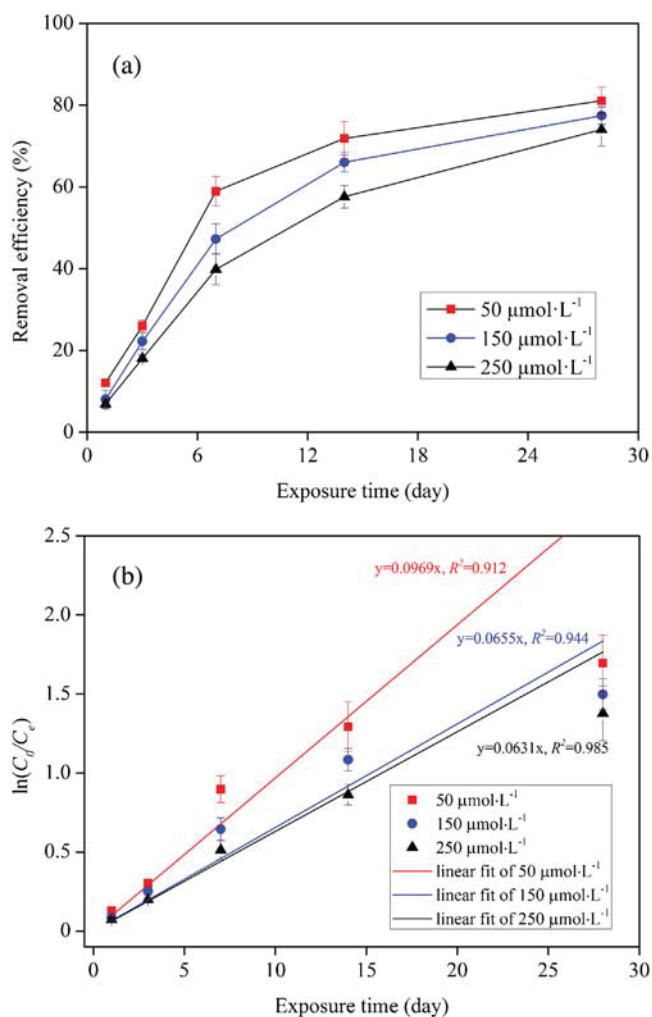 100
(a)
80
60
40
20
0
Removal efficiency (%)
50 μmol·L⁻¹
150 μmol·L⁻¹
250 μmol·L⁻¹
0 6 12 18 24 30
Exposure time (day)
2.5
(b)
y=0.0969x, R²=0.912
2.0
y=0.0655x, R²=0.944
1.5
y=0.0631x, R²=0.985
1.0
0.5
0
ln(C₀/Cₑ)
50 μmol·L⁻¹
150 μmol·L⁻¹
250 μmol·L⁻¹
linear fit of 50 μmol·L⁻¹
linear fit of 150 μmol·L⁻¹
linear fit of 250 μmol·L⁻¹
0 5 10 15 20 25 30
Exposure time (day)